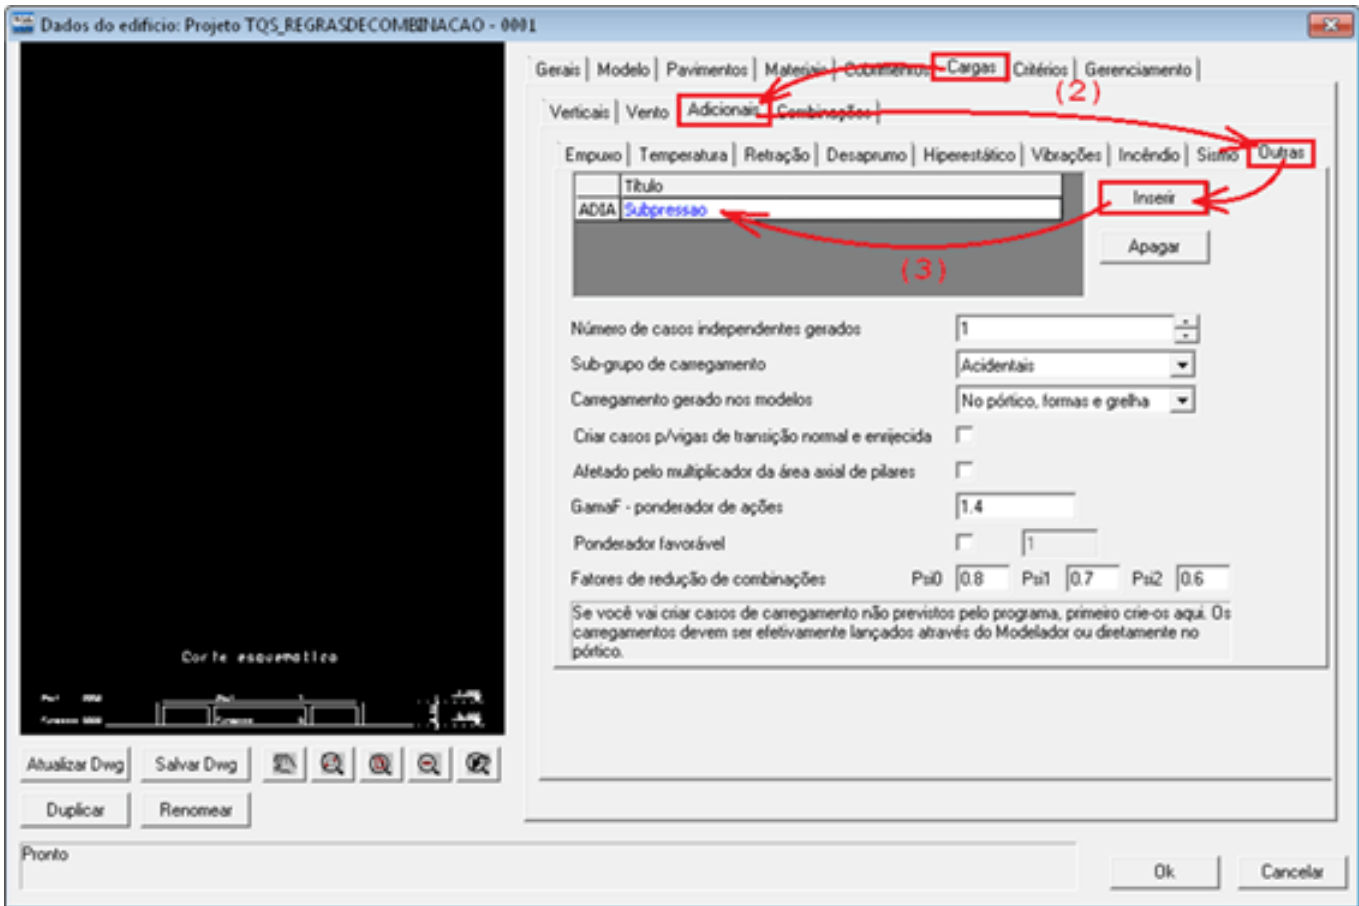 Dados do edificio: Projeto TQS_REGRASDECOMBINACAO - 0001
Gerais Modelo Pavimentos Materiais Cobrimentos Cargas Critérios Gerenciamento
(2)
Verticais Vento Adicionais Combinações
Empuxo Temperatura Retração Desaprumo Hiperestático Vibrações Incêndio Sismo Outras
Título
ADIA Subpressao
Inserir
Apagar
(3)
Número de casos independentes gerados 1
Sub-grupo de carregamento Acidentais
Carregamento gerado nos modelos No pórtico, formas e grelha
Criar casos p/vigas de transição normal e enrijecida
Afetado pelo multiplicador da área axial de pilares
GamaF - ponderador de ações 1.4
Ponderador favorável 1
Fatores de redução de combinações Psi0 0.8 Psi1 0.7 Psi2 0.6
Se você vai criar casos de carregamento não previstos pelo programa, primeiro crie-os aqui. Os
carregamentos devem ser efetivamente lançados através do Modelador ou diretamente no
pórtico.
Corte esquematico
Atualizar Dwg Salvar Dwg
Duplicar Renomear
Pronto
Ok Cancelar